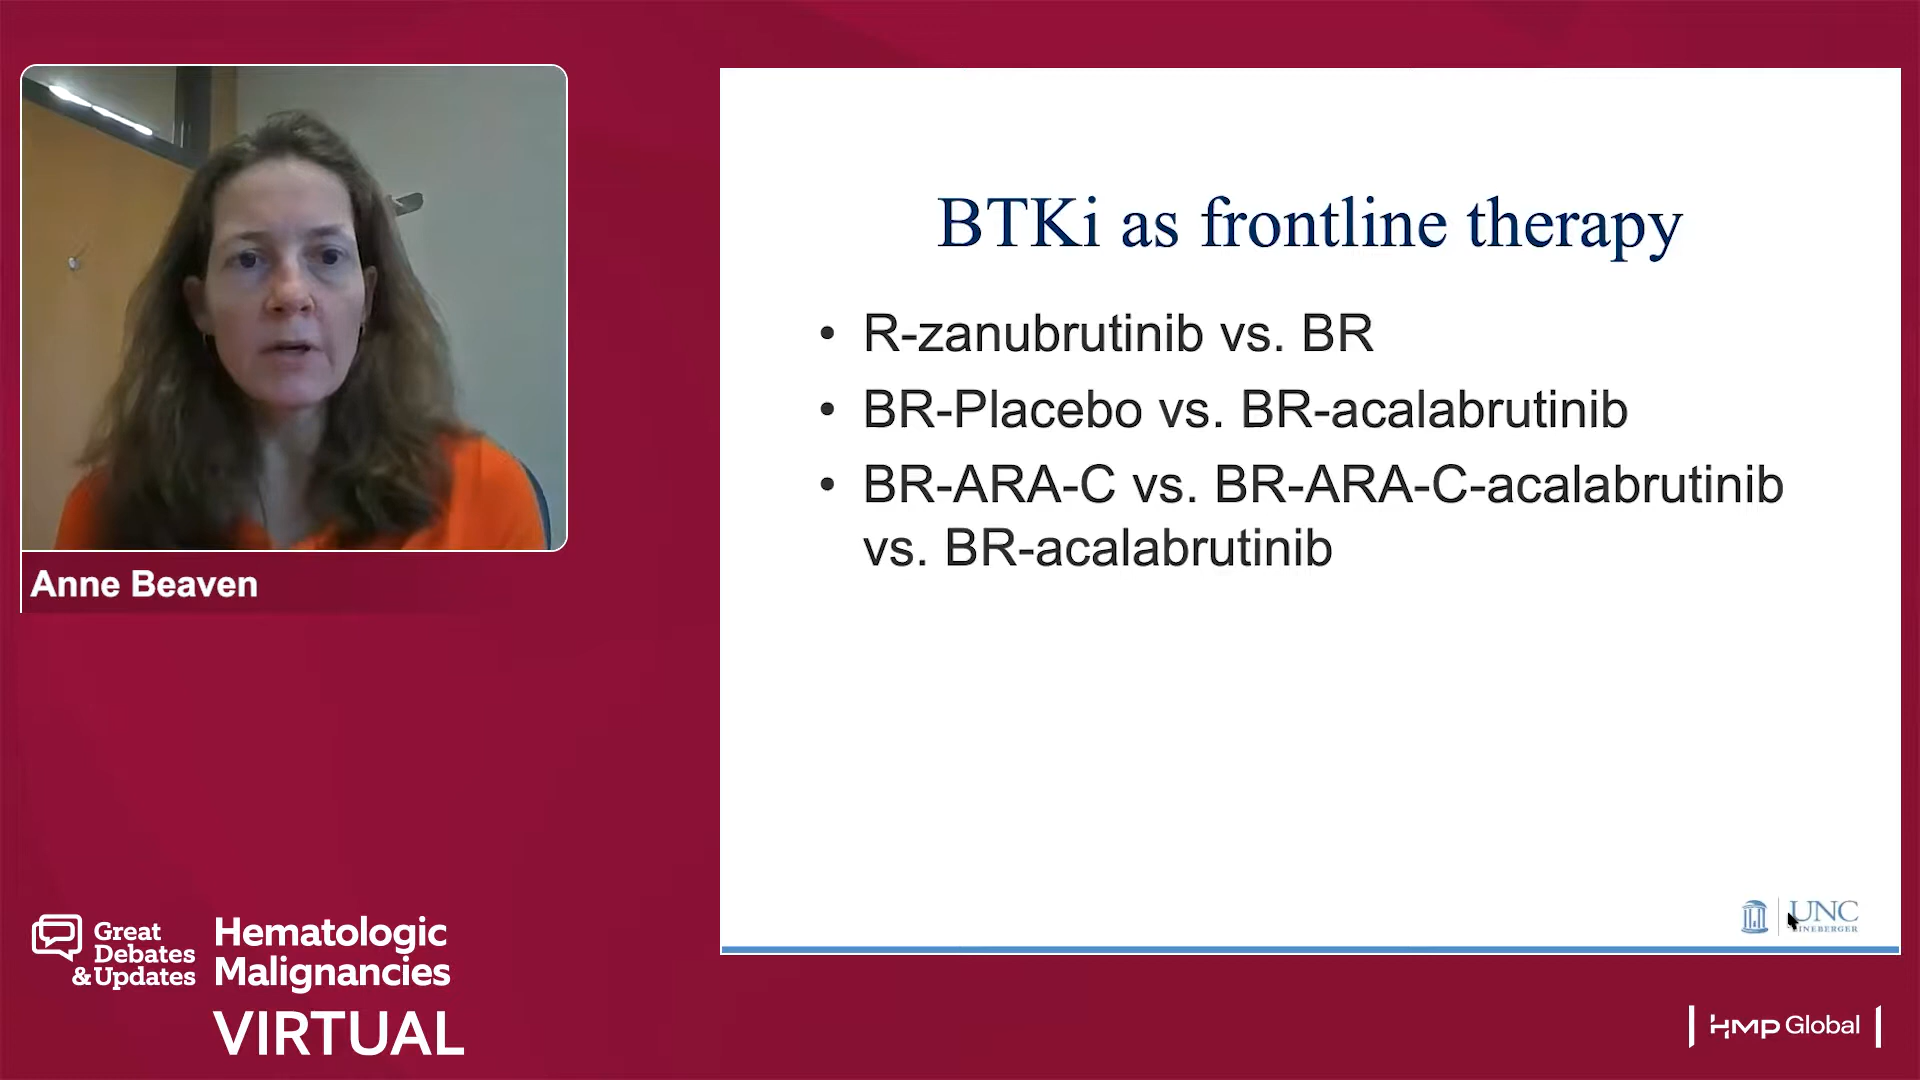 BTKi as frontline therapy
• R-zanubrutinib vs. BR
• BR-Placebo vs. BR-acalabrutinib
• BR-ARA-C vs. BR-ARA-C-acalabrutinib
vs. BR-acalabrutinib
Anne Beaven
UNC
LINEBERGER
Great
Debates
&Updates
Hematologic
Malignancies
VIRTUAL
HMP Global